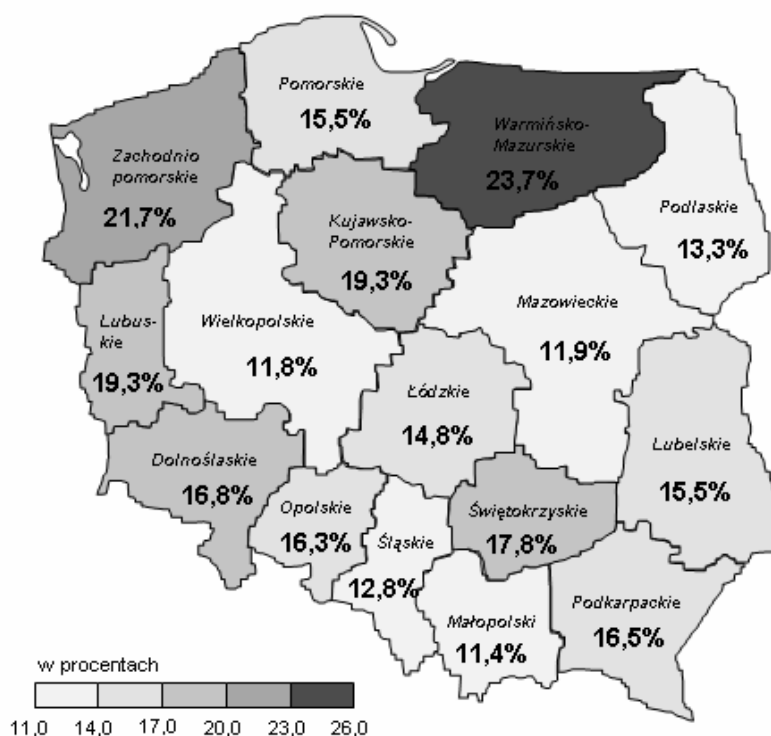 Pomorskie
15,5%
Warmińsko-
Mazurskie
23,7%
Zachodnio
pomorskie
21,7%
Podlaskie
13,3%
Kujawsko-
Pomorskie
19,3%
Mazowieckie
11,9%
Lubus-
kie
19,3%
Wielkopolskie
11,8%
Łódzkie
14,8%
Lubelskie
15,5%
Dolnoślaskie
16,8%
Opolskie
16,3%
Śląskie
12,8%
Świętokrzyskie
17,8%
Małopolski
11,4%
Podkarpackie
16,5%
w procentach
11,0 14,0 17,0 20,0 23,0 26,0